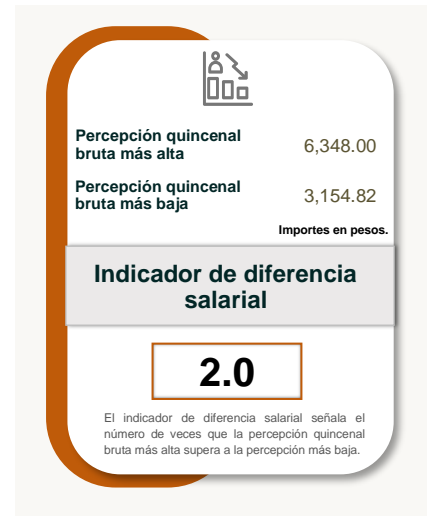 Percepción quincenal
bruta más alta
6,348.00
Percepción quincenal
bruta más baja
3,154.82
Importes en pesos.
Indicador de diferencia
salarial
2.0
El indicador de diferencia salarial señala el
número de veces que la percepción quincenal
bruta más alta supera a la percepción más baja.